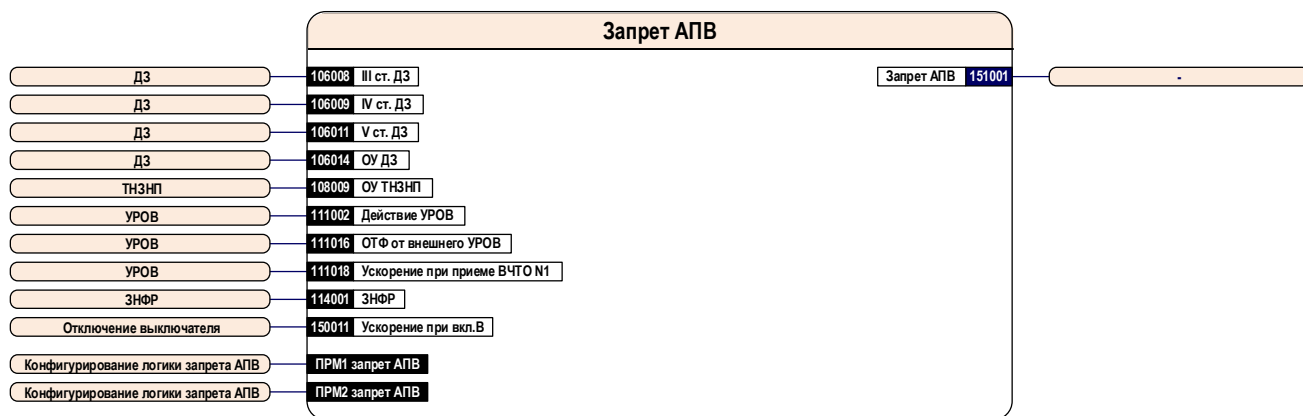 Запрет АПВ
ДЗ 106008 III ст. ДЗ Запрет АПВ 151001 -
ДЗ 106009 IV ст. ДЗ
ДЗ 106011 V ст. ДЗ
ДЗ 106014 ОУ ДЗ
ТНЗНП 108009 ОУ ТНЗНП
УРОВ 111002 Действие УРОВ
УРОВ 111016 ОТФ от внешнего УРОВ
УРОВ 111018 Ускорение при приеме ВЧТО N1
ЗНФР 114001 ЗНФР
Отключение выключателя 150011 Ускорение при вкл.В
Конфигурирование логики запрета АПВ ПРМ1 запрет АПВ
Конфигурирование логики запрета АПВ ПРМ2 запрет АПВ